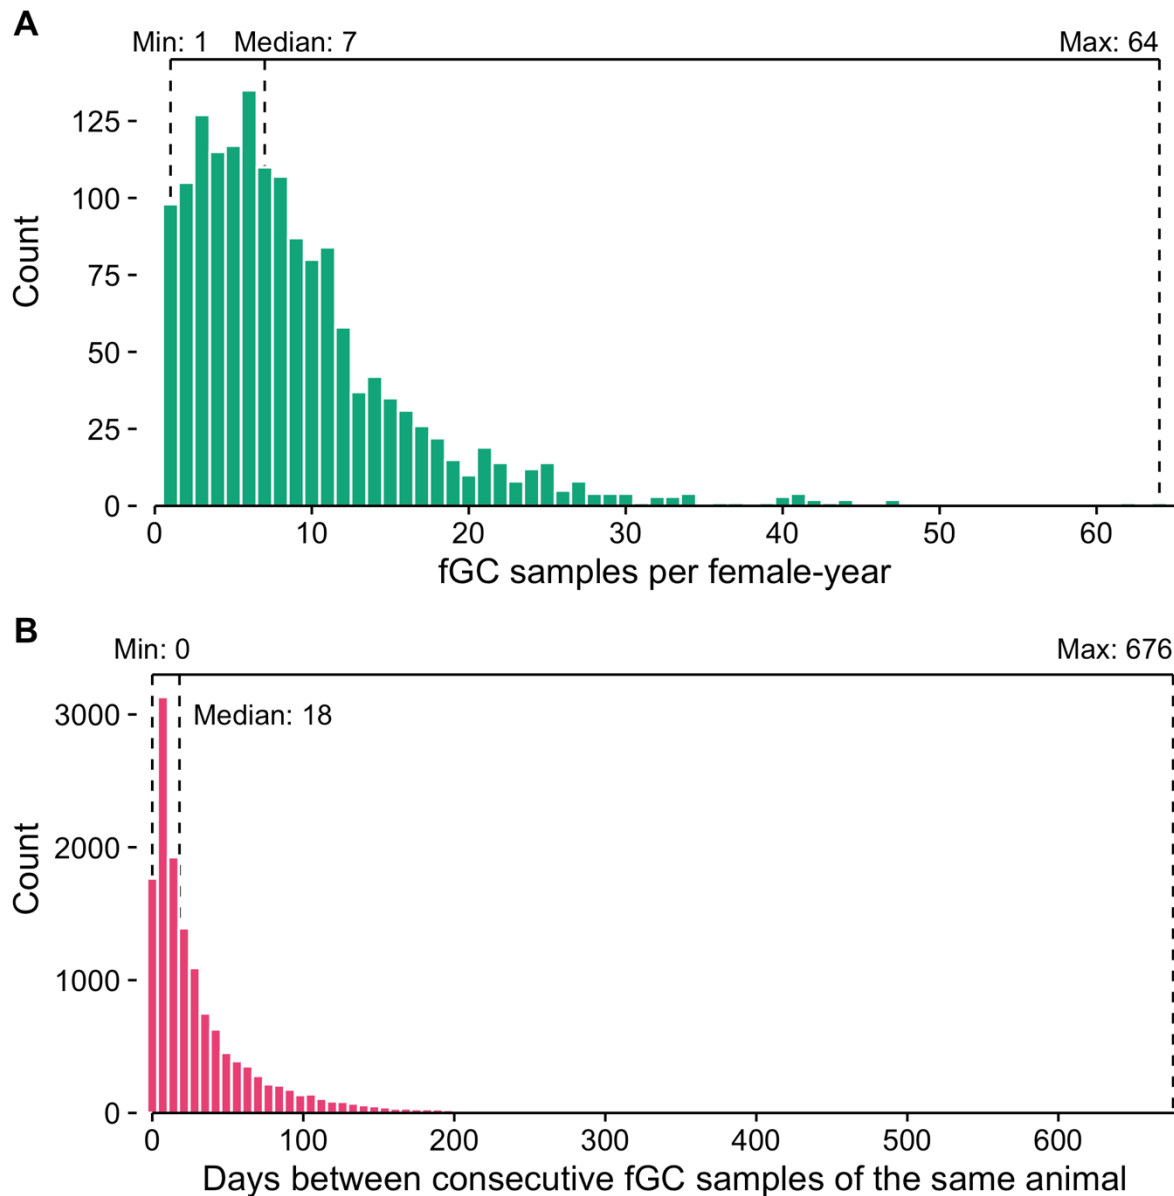 A
Min: 1 Median: 7 Max: 64
125
100
75
50
25
0
Count
0 10 20 30 40 50 60
fGC samples per female-year
B
Min: 0 Max: 676
Median: 18
3000
2000
1000
0
Count
0 100 200 300 400 500 600
Days between consecutive fGC samples of the same animal